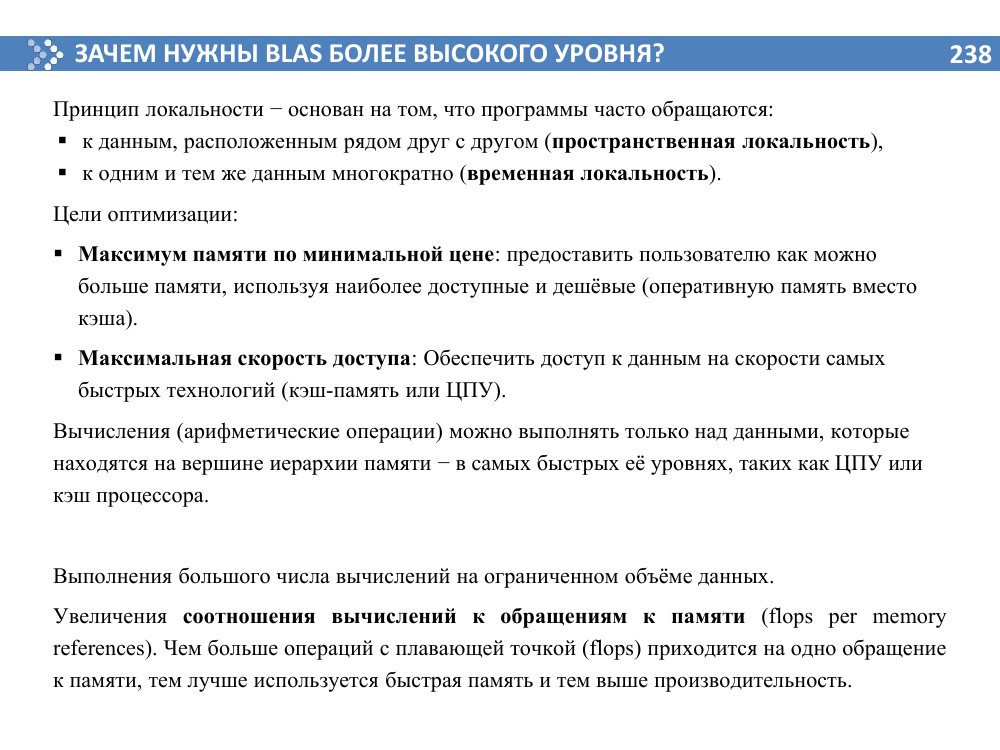 ЗАЧЕМ НУЖНЫ BLAS БОЛЕЕ ВЫСОКОГО УРОВНЯ?
238
Принцип локальности − основан на том, что программы часто обращаются:
▪ к данным, расположенным рядом друг с другом (пространственная локальность),
▪ к одним и тем же данным многократно (временная локальность).
Цели оптимизации:
▪ Максимум памяти по минимальной цене: предоставить пользователю как можно
больше памяти, используя наиболее доступные и дешёвые (оперативную память вместо
кэша).
▪ Максимальная скорость доступа: Обеспечить доступ к данным на скорости самых
быстрых технологий (кэш-память или ЦПУ).
Вычисления (арифметические операции) можно выполнять только над данными, которые
находятся на вершине иерархии памяти − в самых быстрых её уровнях, таких как ЦПУ или
кэш процессора.
Выполнения большого числа вычислений на ограниченном объёме данных.
Увеличения соотношения вычислений к обращениям к памяти (flops per memory
references). Чем больше операций с плавающей точкой (flops) приходится на одно обращение
к памяти, тем лучше используется быстрая память и тем выше производительность.